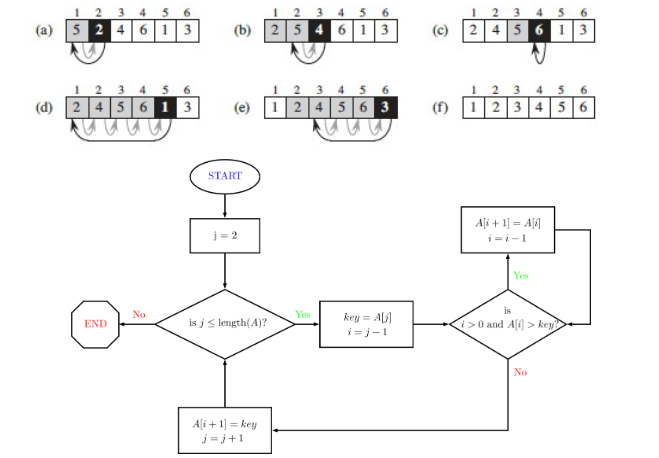 1 2 3 4 5 6
(a) 5 2 4 6 1 3
1 2 3 4 5 6
(b) 2 5 4 6 1 3
1 2 3 4 5 6
(c) 2 4 5 6 1 3
1 2 3 4 5 6
(d) 2 4 5 6 1 3
1 2 3 4 5 6
(e) 1 2 4 5 6 3
1 2 3 4 5 6
(f) 1 2 3 4 5 6
START
j = 2
is j ≤ length(A)?
No
END
Yes
key = A[j]
i = j − 1
is
i > 0 and A[i] > key?
Yes
A[i + 1] = A[i]
i = i − 1
No
A[i + 1] = key
j = j + 1